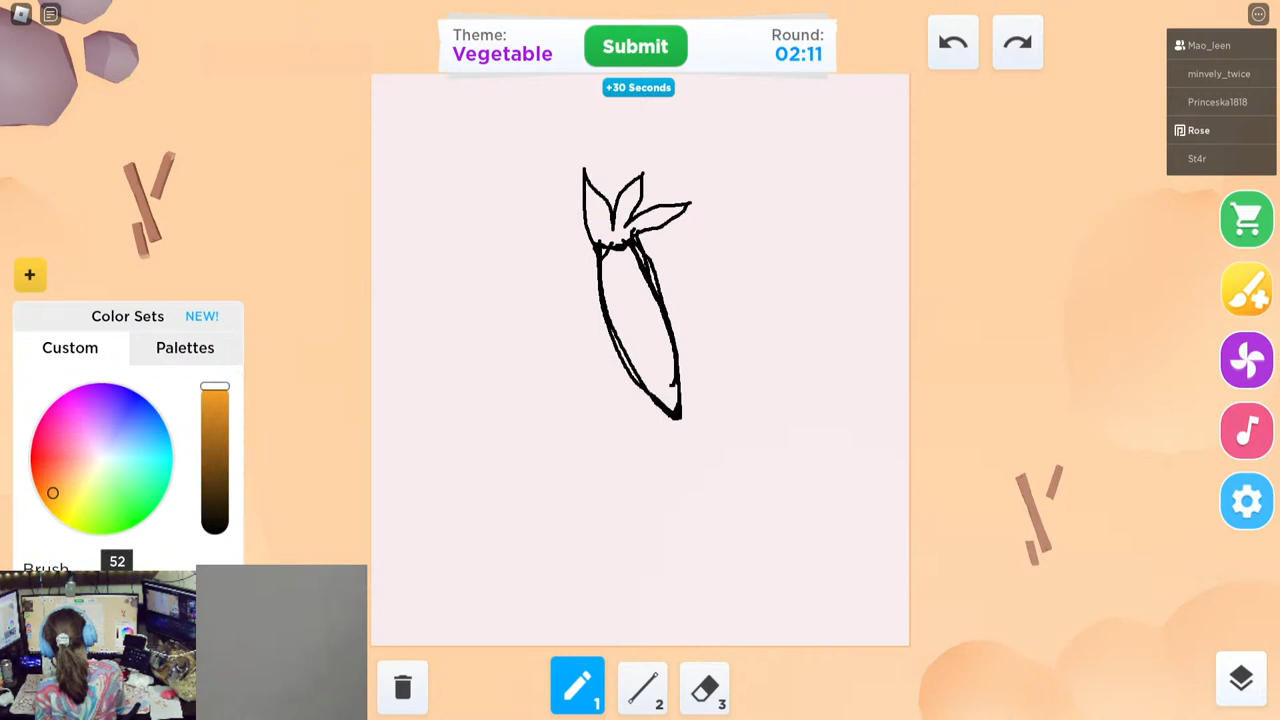 Theme:
Vegetable
Submit
Round:
02:11
+30 Seconds
Mao_leen
minvely_twice
Princeska1818
Rose
St4r
+
Color Sets NEW!
Custom Palettes
52
Brush
1
2
3